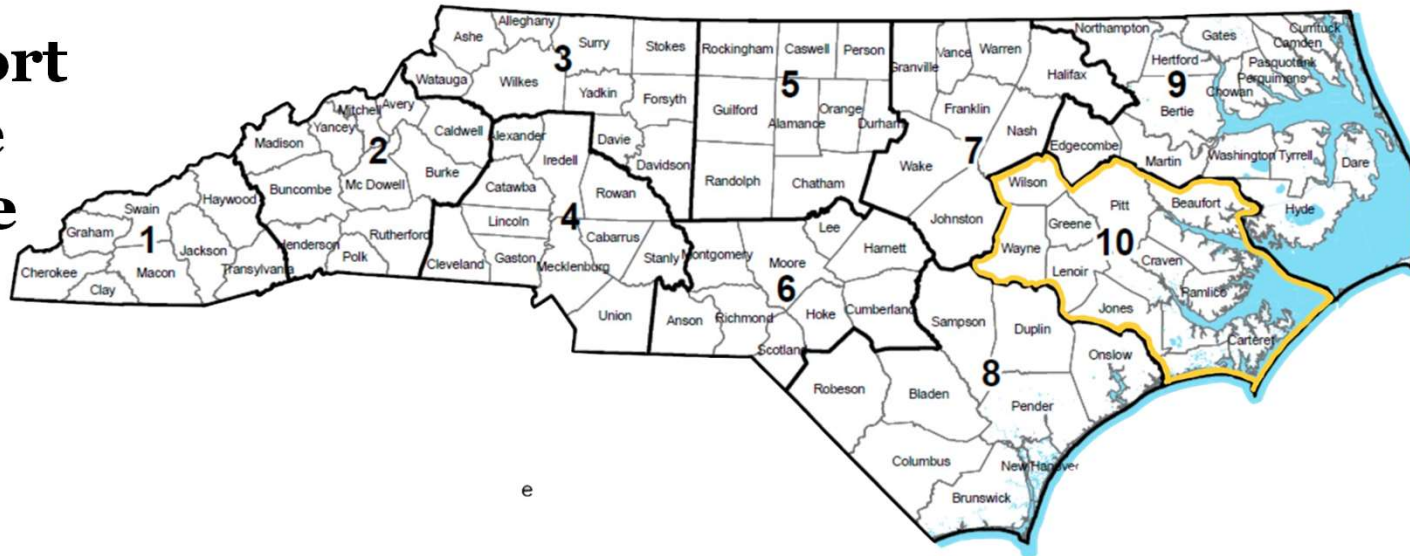 ort
e
e
Ashe
Alleghany
Surry
Stokes
3
Watauga
Wilkes
Yadkin
Forsyth
Davie
Davidson
Rockingham
Caswell
Person
5
Guilford
Alamance
Orange
Durham
Randolph
Chatham
Granville
Vance
Warren
Halifax
Franklin
Nash
7
Wake
Johnston
Northampton
Gates
Currituck
Camden
Hertford
Pasquotank
Perquimans
9
Chowan
Bertie
Edgecombe
Martin
Washington
Tyrrell
Dare
Hyde
Mitchell
Avery
Yancey
Madison
2
Caldwell
Burke
Mc Dowell
Buncombe
Henderson
Polk
Rutherford
Haywood
Swain
Graham
1
Jackson
Cherokee
Macon
Transylvania
Clay
Alexander
Iredell
Catawba
Rowan
Lincoln
4
Cabarrus
Cleveland
Gaston
Mecklenburg
Stanly
Union
Montgomery
Moore
Lee
Harnett
6
Anson
Richmond
Hoke
Cumberland
Scotland
Wilson
Pitt
Beaufort
Greene
10
Wayne
Craven
Lenoir
Pamlico
Jones
Carteret
Sampson
Duplin
Onslow
8
Robeson
Bladen
Pender
Columbus
New Hanover
Brunswick
e